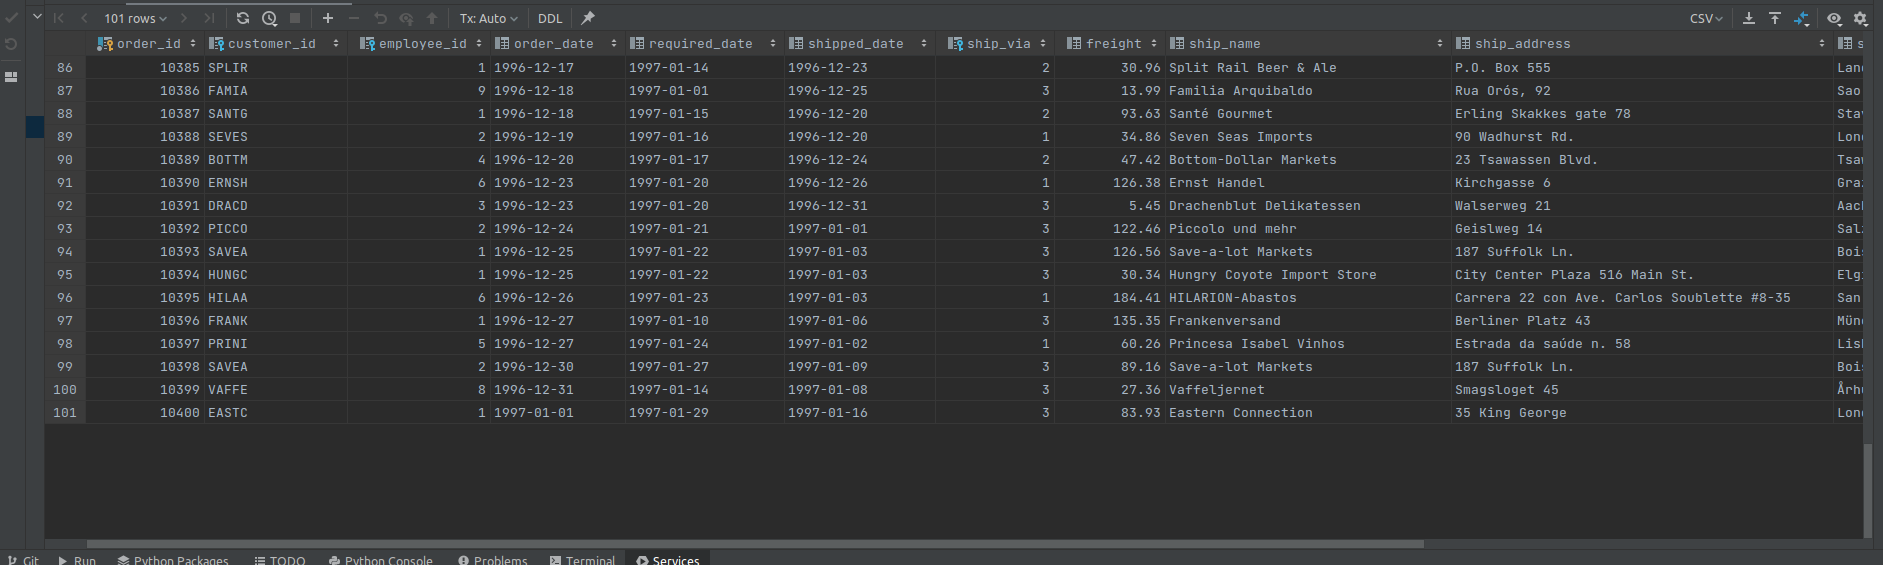 101 rows Tx: Auto DDL CSV
order_id customer_id employee_id order_date required_date shipped_date ship_via freight ship_name ship_address s
86 10385 SPLIR 1 1996-12-17 1997-01-14 1996-12-23 2 30.96 Split Rail Beer & Ale P.O. Box 555 Lan
87 10386 FAMIA 9 1996-12-18 1997-01-01 1996-12-25 3 13.99 Familia Arquibaldo Rua Orós, 92 Sao
88 10387 SANTG 1 1996-12-18 1997-01-15 1996-12-20 2 93.63 Santé Gourmet Erling Skakkes gate 78 Sta
89 10388 SEVES 2 1996-12-19 1997-01-16 1996-12-20 1 34.86 Seven Seas Imports 90 Wadhurst Rd. Lon
90 10389 BOTTM 4 1996-12-20 1997-01-17 1996-12-24 2 47.42 Bottom-Dollar Markets 23 Tsawassen Blvd. Tsa
91 10390 ERNSH 6 1996-12-23 1997-01-20 1996-12-26 1 126.38 Ernst Handel Kirchgasse 6 Gra
92 10391 DRACD 3 1996-12-23 1997-01-20 1996-12-31 3 5.45 Drachenblut Delikatessen Walserweg 21 Aac
93 10392 PICCO 2 1996-12-24 1997-01-21 1997-01-01 3 122.46 Piccolo und mehr Geislweg 14 Sal
94 10393 SAVEA 1 1996-12-25 1997-01-22 1997-01-03 3 126.56 Save-a-lot Markets 187 Suffolk Ln. Boi
95 10394 HUNGC 1 1996-12-25 1997-01-22 1997-01-03 3 30.34 Hungry Coyote Import Store City Center Plaza 516 Main St. Elg
96 10395 HILAA 6 1996-12-26 1997-01-23 1997-01-03 1 184.41 HILARION-Abastos Carrera 22 con Ave. Carlos Soublette #8-35 San
97 10396 FRANK 1 1996-12-27 1997-01-10 1997-01-06 3 135.35 Frankenversand Berliner Platz 43 Mün
98 10397 PRINI 5 1996-12-27 1997-01-24 1997-01-02 1 60.26 Princesa Isabel Vinhos Estrada da saúde n. 58 Lis
99 10398 SAVEA 2 1996-12-30 1997-01-27 1997-01-09 3 89.16 Save-a-lot Markets 187 Suffolk Ln. Boi
100 10399 VAFFE 8 1996-12-31 1997-01-14 1997-01-08 3 27.36 Vaffeljernet Smagsloget 45 Årh
101 10400 EASTC 1 1997-01-01 1997-01-29 1997-01-16 3 83.93 Eastern Connection 35 King George Lon
Git Run Python Packages TODO Python Console Problems Terminal Services